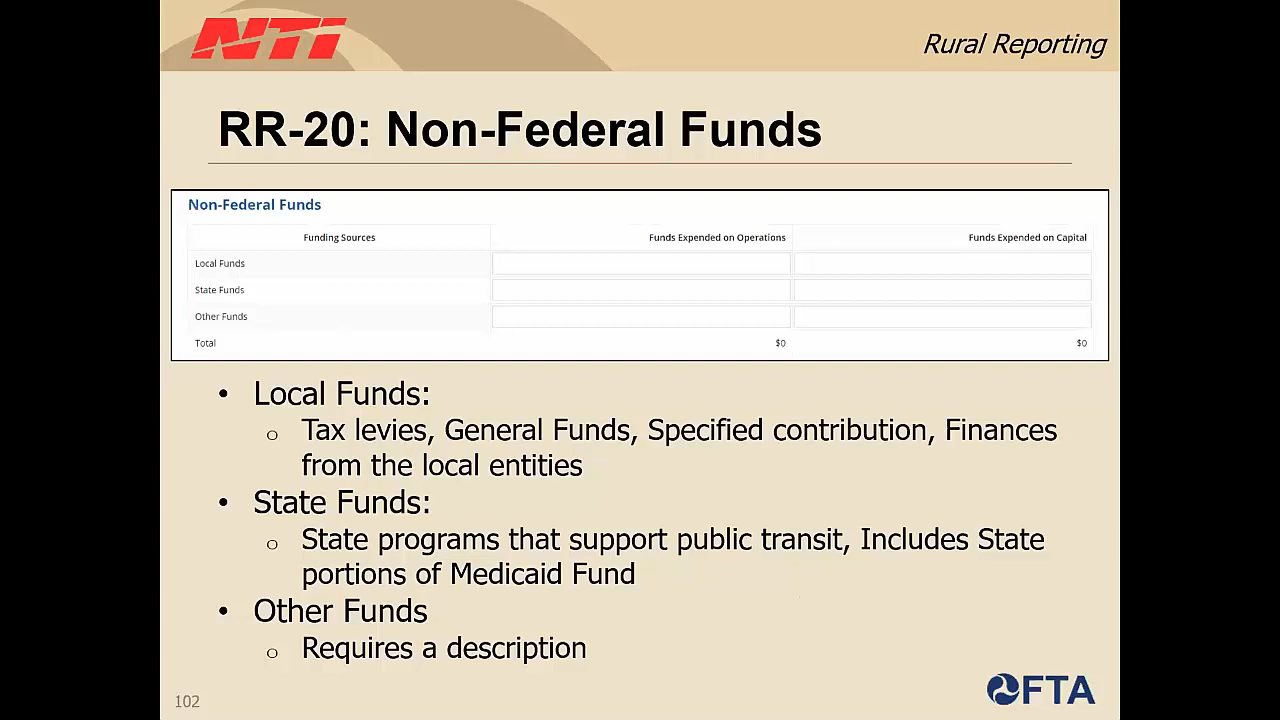 NTI
Rural Reporting
RR-20: Non-Federal Funds
Non-Federal Funds
Funding Sources Funds Expended on Operations Funds Expended on Capital
Local Funds
State Funds
Other Funds
Total $0 $0
• Local Funds:
o Tax levies, General Funds, Specified contribution, Finances
from the local entities
• State Funds:
o State programs that support public transit, Includes State
portions of Medicaid Fund
• Other Funds
o Requires a description
102
FTA